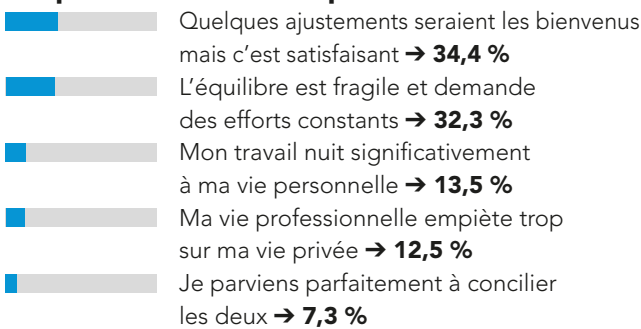 Quelques ajustements seraient les bienvenus
mais c'est satisfaisant ➔ 34,4 %
L'équilibre est fragile et demande
des efforts constants ➔ 32,3 %
Mon travail nuit significativement
à ma vie personnelle ➔ 13,5 %
Ma vie professionnelle empiète trop
sur ma vie privée ➔ 12,5 %
Je parviens parfaitement à concilier
les deux ➔ 7,3 %